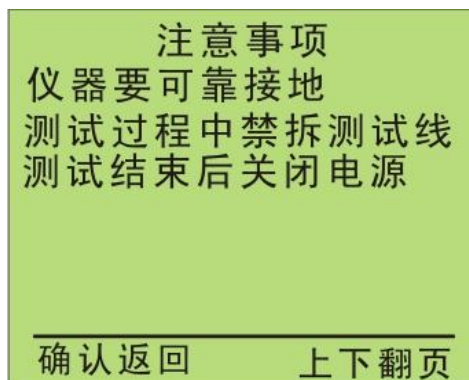 注意事项
仪器要可靠接地
测试过程中禁拆测试线
测试结束后关闭电源
确认返回 上下翻页